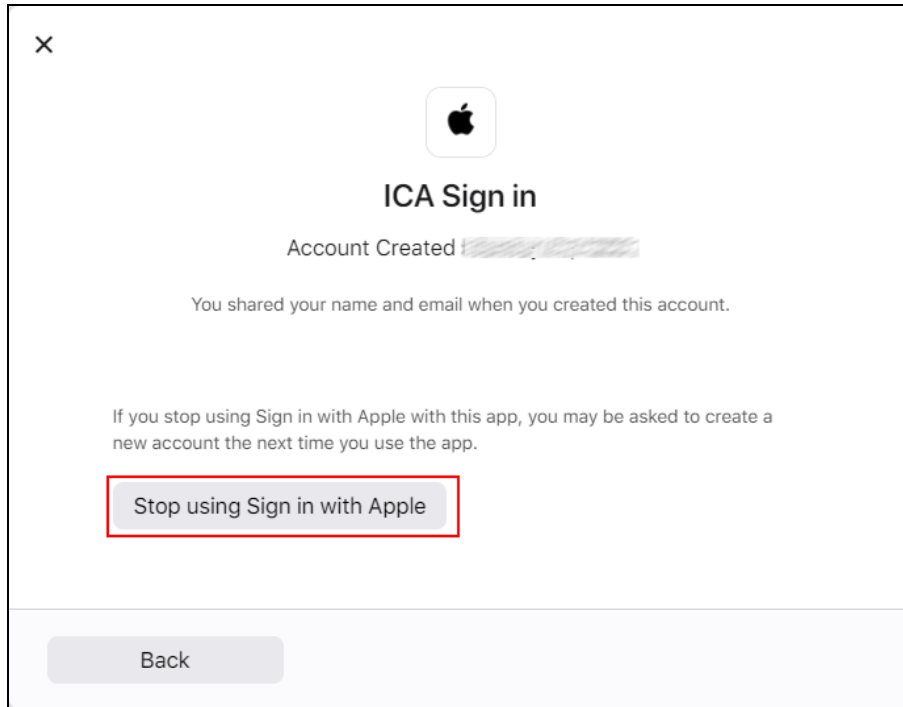 ICA Sign in
Account Created
You shared your name and email when you created this account.
If you stop using Sign in with Apple with this app, you may be asked to create a
new account the next time you use the app.
Stop using Sign in with Apple
Back